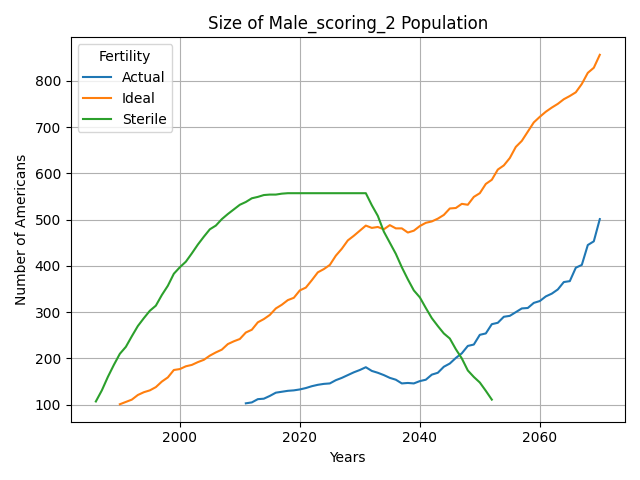 Size of Male_scoring_2 Population
Fertility
Actual
Ideal
Sterile
Number of Americans
800
700
600
500
400
300
200
100
2000
2020
2040
2060
Years